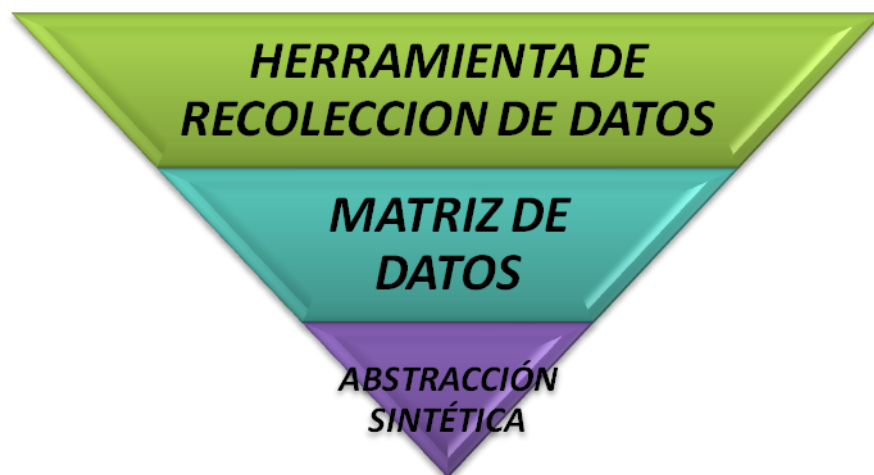 HERRAMIENTA DE
RECOLECCION DE DATOS
MATRIZ DE
DATOS
ABSTRACCIÓN
SINTÉTICA